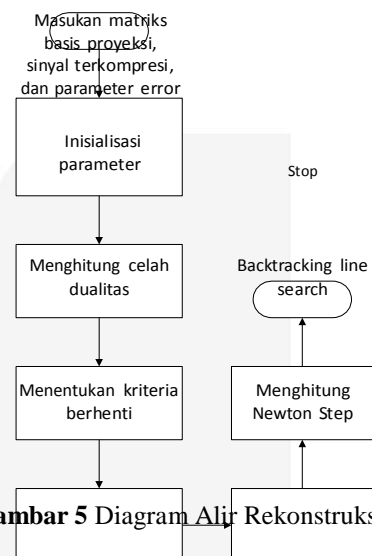 Masukan matriks
basis proyeksi,
sinyal terkompresi,
dan parameter error
Inisialisasi
parameter
Stop
Menghitung celah
dualitas
Backtracking line
search
Menentukan kriteria
berhenti
Menghitung
Newton Step
ambar 5 Diagram Alir Rekonstruks